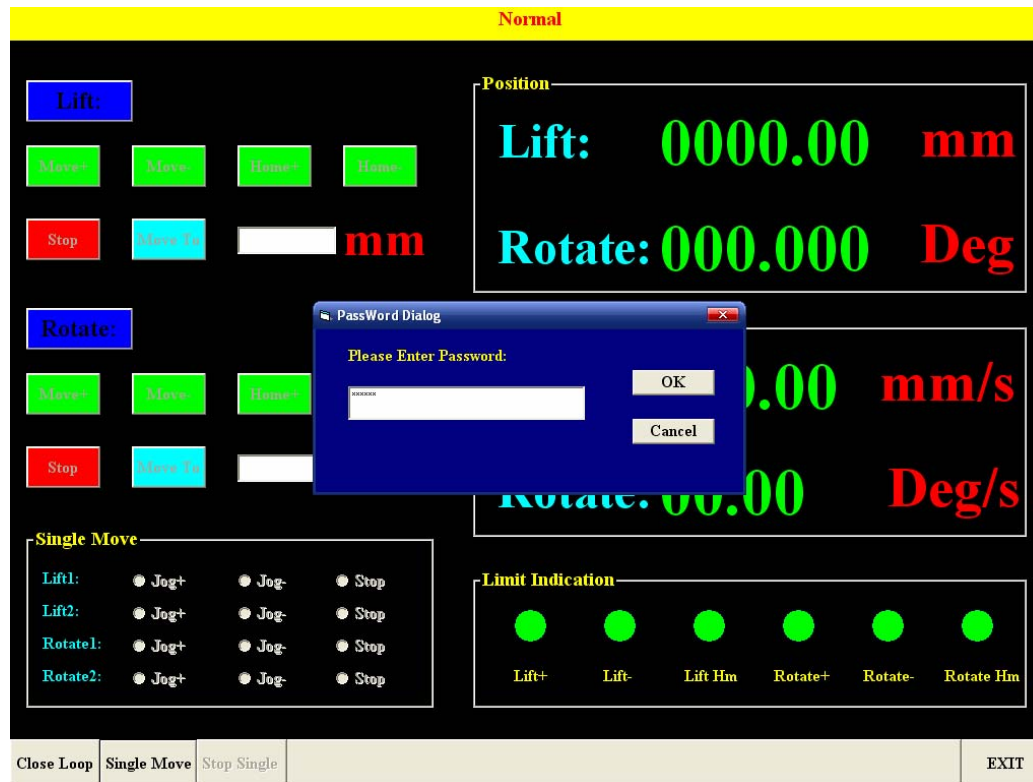 Normal
Lift:
Move+ Move- Home+ Home-
Stop Move To mm
Position
Lift: 0000.00 mm
Rotate: 000.000 Deg
Rotate:
Move+ Move- Home+
Stop Move To
PassWord Dialog
Please Enter Password:
******
OK
Cancel
.00 mm/s
Rotate: 00.00 Deg/s
Single Move
Lift1: Jog+ Jog- Stop
Lift2: Jog+ Jog- Stop
Rotate1: Jog+ Jog- Stop
Rotate2: Jog+ Jog- Stop
Limit Indication
Lift+ Lift- Lift Hm Rotate+ Rotate- Rotate Hm
Close Loop Single Move Stop Single EXIT